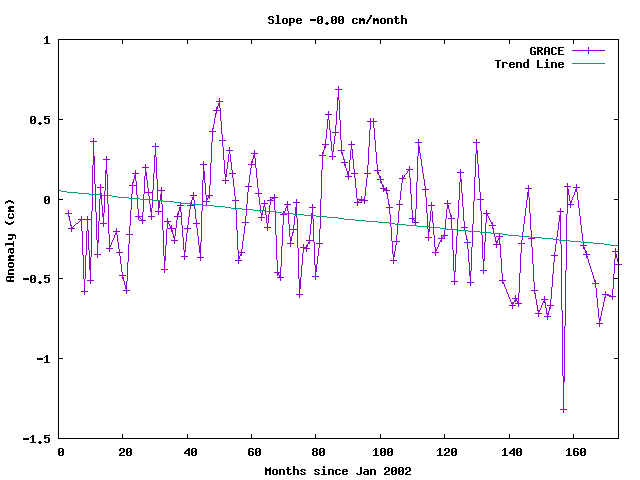 Slope -0.00 cm/month
GRACE
Trend Line
1
0.5
0
-0.5
-1
-1.5
Anomaly (cm)
0 20 40 60 80 100 120 140 160
Months since Jan 2002